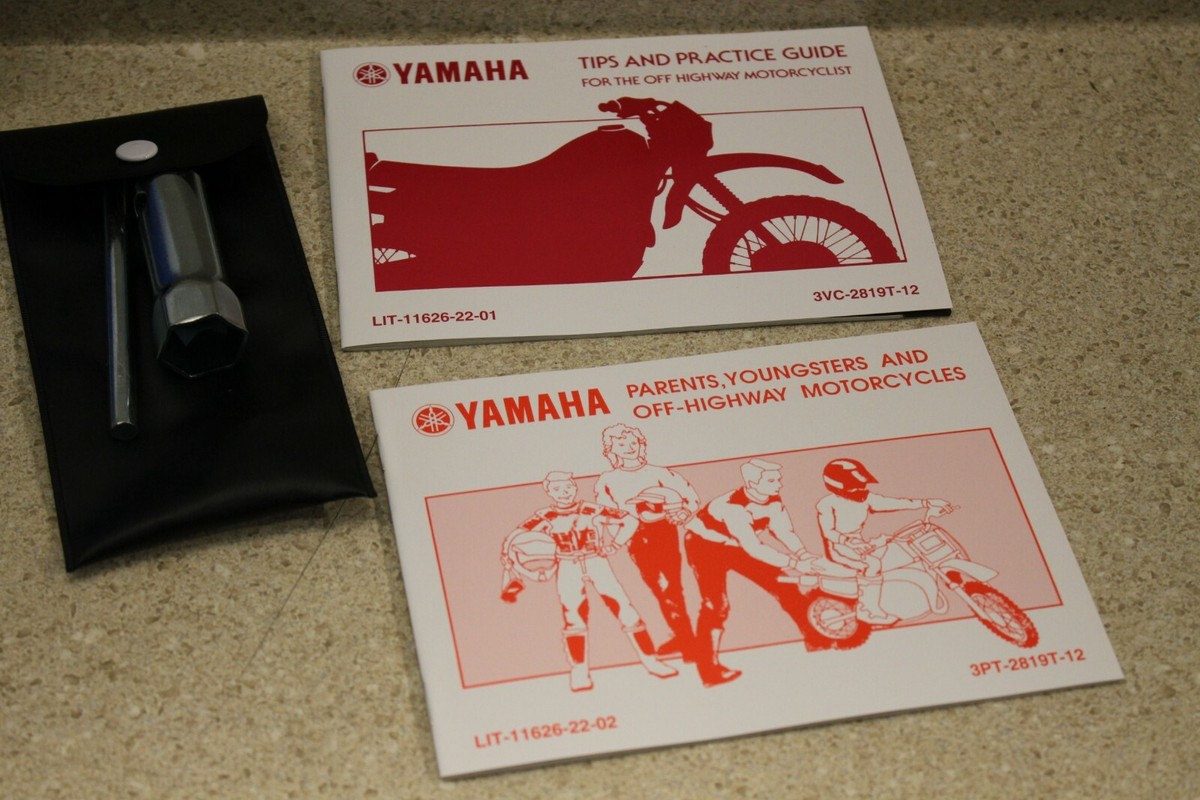 YAMAHA
TIPS AND PRACTICE GUIDE
FOR THE OFF HIGHWAY MOTORCYCLIST
LIT-11626-22-01
3VC-2819T-12
YAMAHA
PARENTS,YOUNGSTERS AND
OFF-HIGHWAY MOTORCYCLES
LIT-11626-22-02
3PT-2819T-12